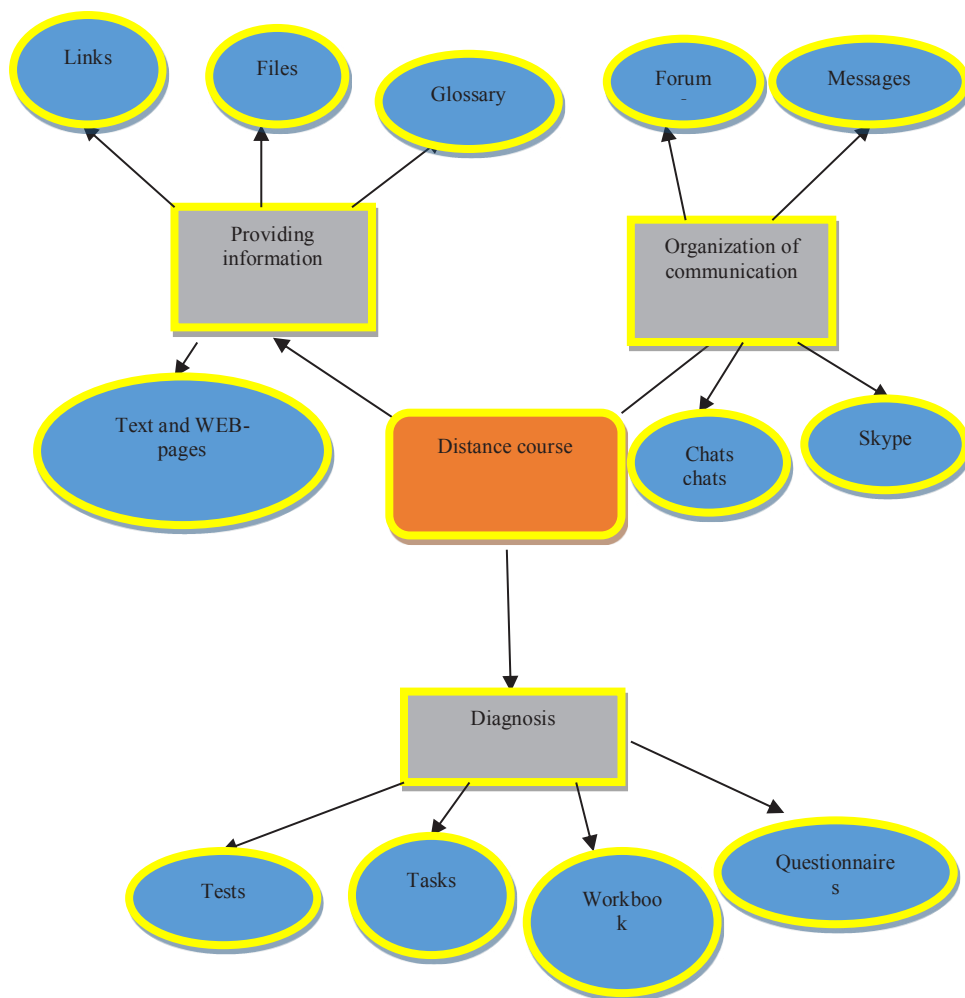 Links
Files
Glossary
Forum
-
Messages
Providing
information
Organization of
communication
Text and WEB-
pages
Distance course
Chats
chats
Skype
Diagnosis
Tests
Tasks
Workboo
k
Questionnaire
s